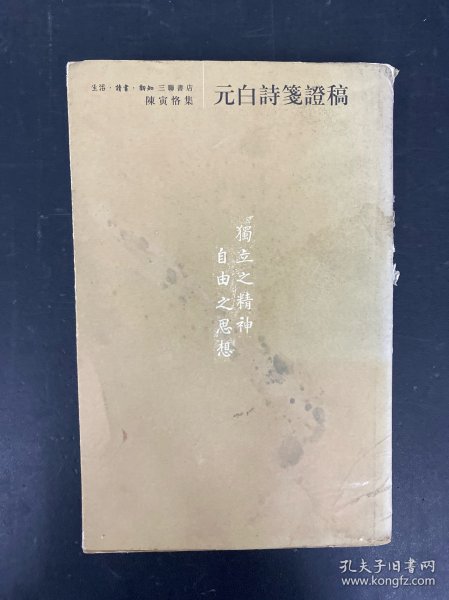 元白詩箋證稿
生活·讀書·新知 三聯書店
陳寅恪集
獨立之精神
自由之思想
孔夫子旧书网
www.kongfz.com